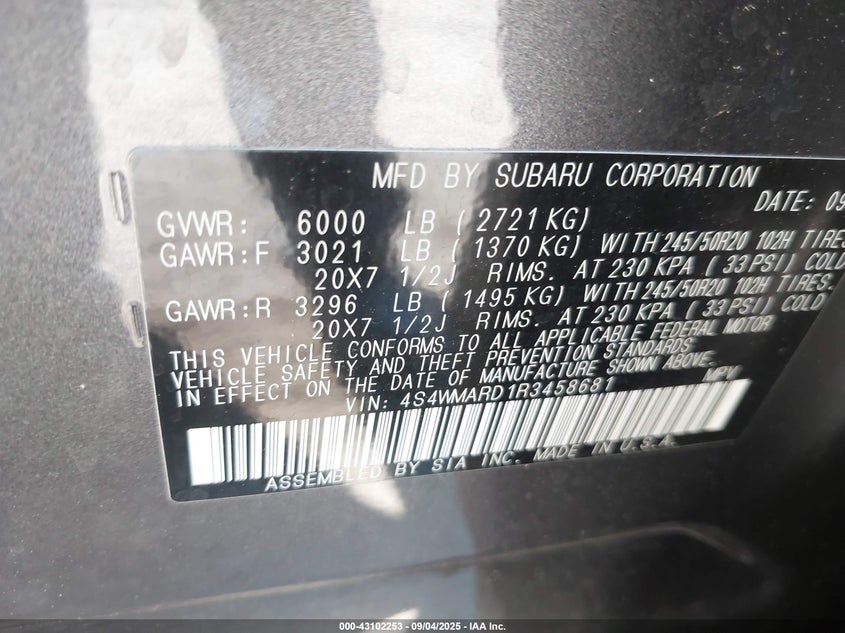 MFD BY SUBARU CORPORATION
DATE: 09
GVWR: 6000 LB ( 2721 KG)
GAWR:F 3021 LB ( 1370 KG) WITH 245/50R20 102H TIRES
20X7 1/2J RIMS. AT 230 KPA ( 33 PSI) COLD
GAWR:R 3296 LB ( 1495 KG) WITH 245/50R20 102H TIRES.
20X7 1/2J RIMS. AT 230 KPA ( 33 PSI) COLD
THIS VEHICLE CONFORMS TO ALL APPLICABLE FEDERAL MOTOR
VEHICLE SAFETY AND THEFT PREVENTION STANDARDS
IN EFFECT ON THE DATE OF MANUFACTURE SHOWN ABOVE.
VIN: 4S4WMARD1R3458681 MPV
ASSEMBLED BY SIA INC. MADE IN U.S.A.
000-43102253 - 09/04/2025 - IAA Inc.